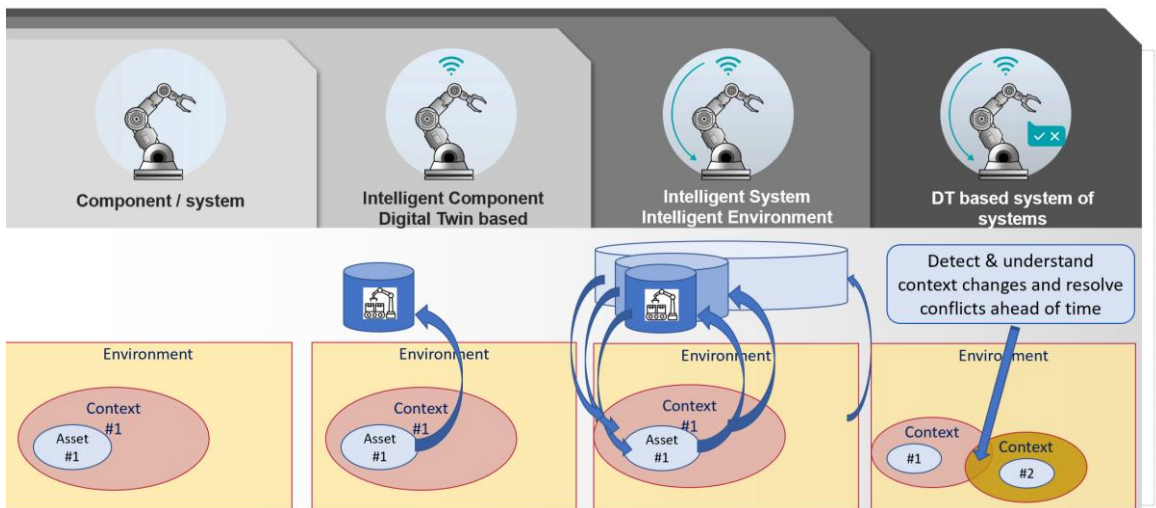 Component / system
Intelligent Component
Digital Twin based
Intelligent System
Intelligent Environment
DT based system of
systems
Detect & understand
context changes and resolve
conflicts ahead of time
Environment
Context
#1
Asset
#1
Environment
Context
#1
Asset
#1
Environment
Context
#1
Asset
#1
Environment
Context
#1
Context
#2